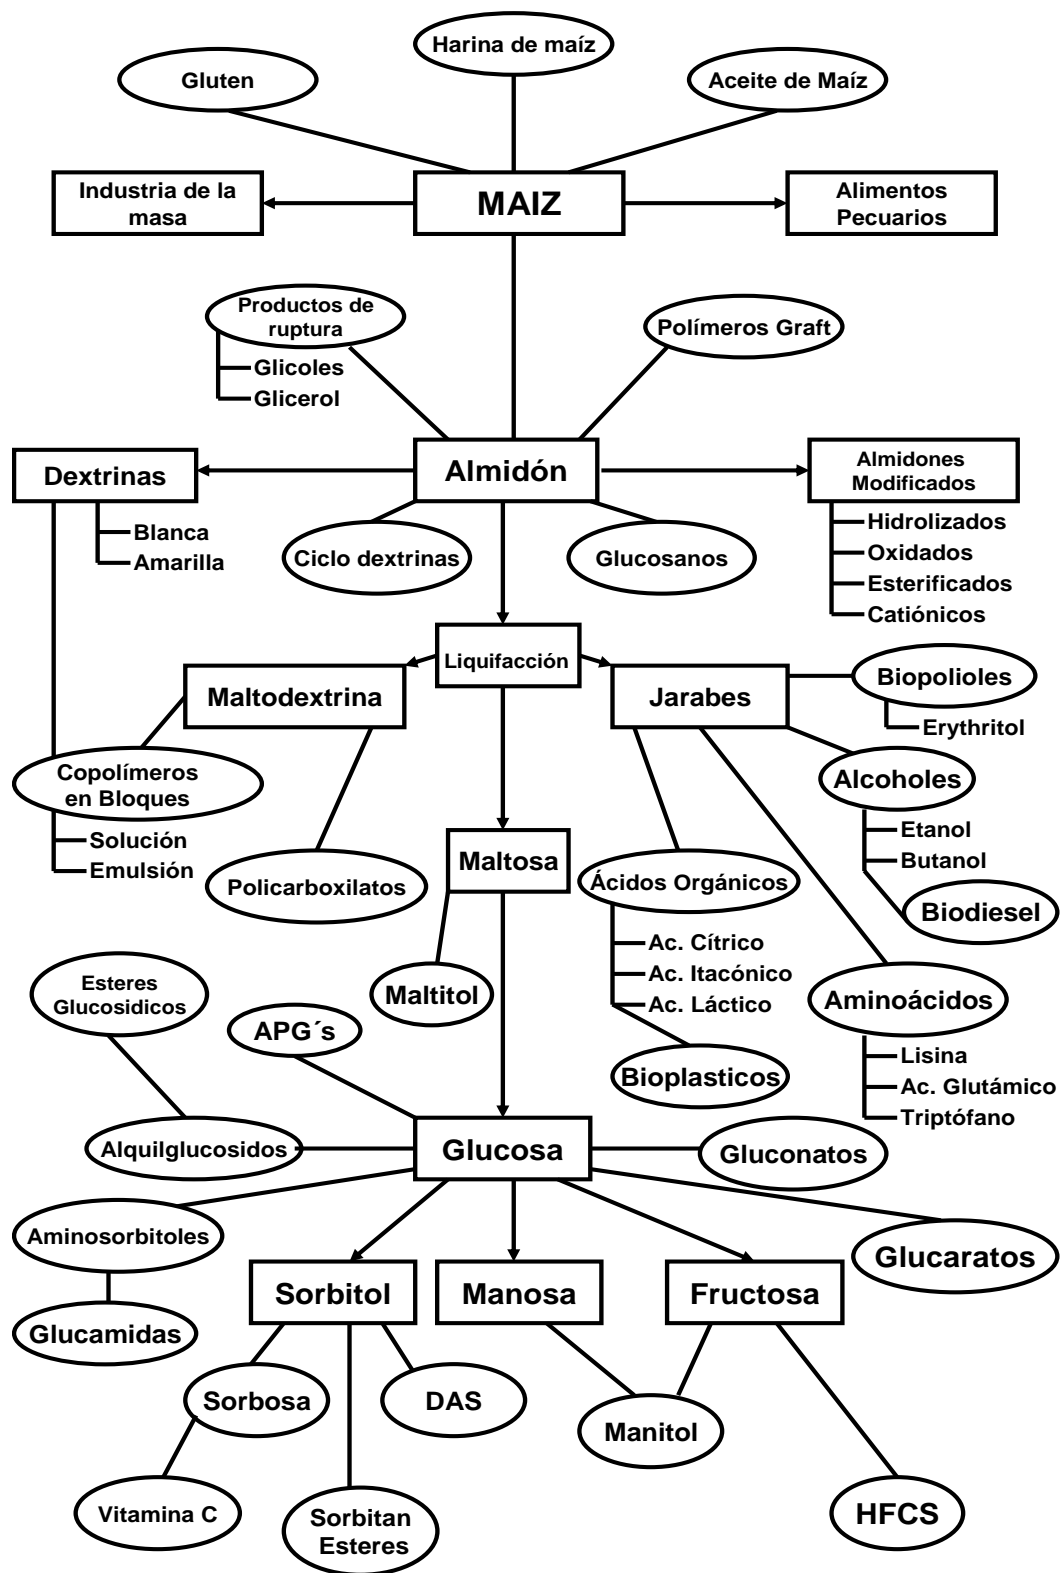 Harina de maíz
Gluten
Aceite de Maíz
Industria de la
masa
MAIZ
Alimentos
Pecuarios
Productos de
ruptura
Glicoles
Glicerol
Polímeros Graft
Dextrinas
Blanca
Amarilla
Almidón
Almidones
Modificados
Hidrolizados
Oxidados
Esterificados
Catiónicos
Ciclo dextrinas
Glucosanos
Liquifacción
Maltodextrina
Jarabes
Biopolioles
Erythritol
Copolímeros
en Bloques
Solución
Emulsión
Alcoholes
Etanol
Butanol
Biodiesel
Policarboxilatos
Maltosa
Ácidos Orgánicos
Ac. Cítrico
Ac. Itacónico
Ac. Láctico
Bioplasticos
Maltitol
Aminoácidos
Lisina
Ac. Glutámico
Triptófano
Esteres
Glucosidicos
APG´s
Alquilglucosidos
Glucosa
Gluconatos
Aminosorbitoles
Glucaratos
Glucamidas
Sorbitol
Manosa
Fructosa
Sorbosa
DAS
Manitol
Vitamina C
Sorbitan
Esteres
HFCS